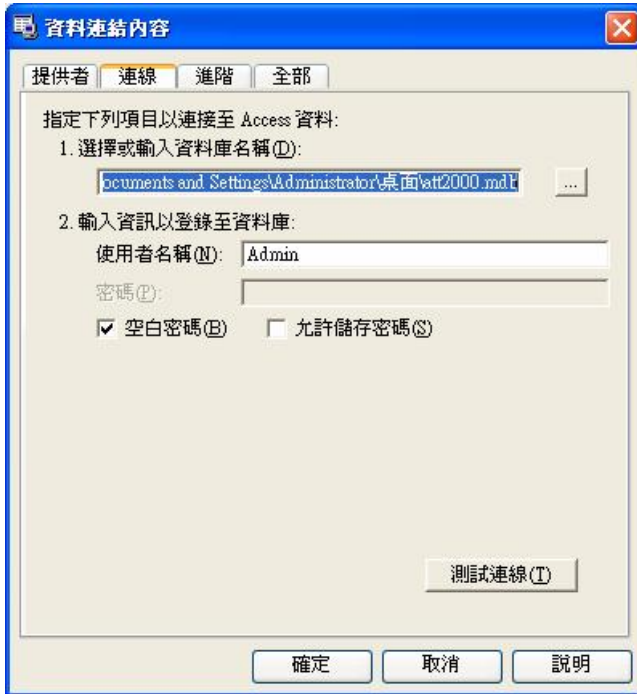 資料連結內容
提供者 連線 進階 全部
指定下列項目以連接至 Access 資料:
1. 選擇或輸入資料庫名稱(D):
ocuments and Settings\Administrator\桌面\att2000.mdb
...
2. 輸入資訊以登錄至資料庫:
使用者名稱(N): Admin
密碼(P):
空白密碼(B) 允許儲存密碼(S)
測試連線(T)
確定 取消 說明